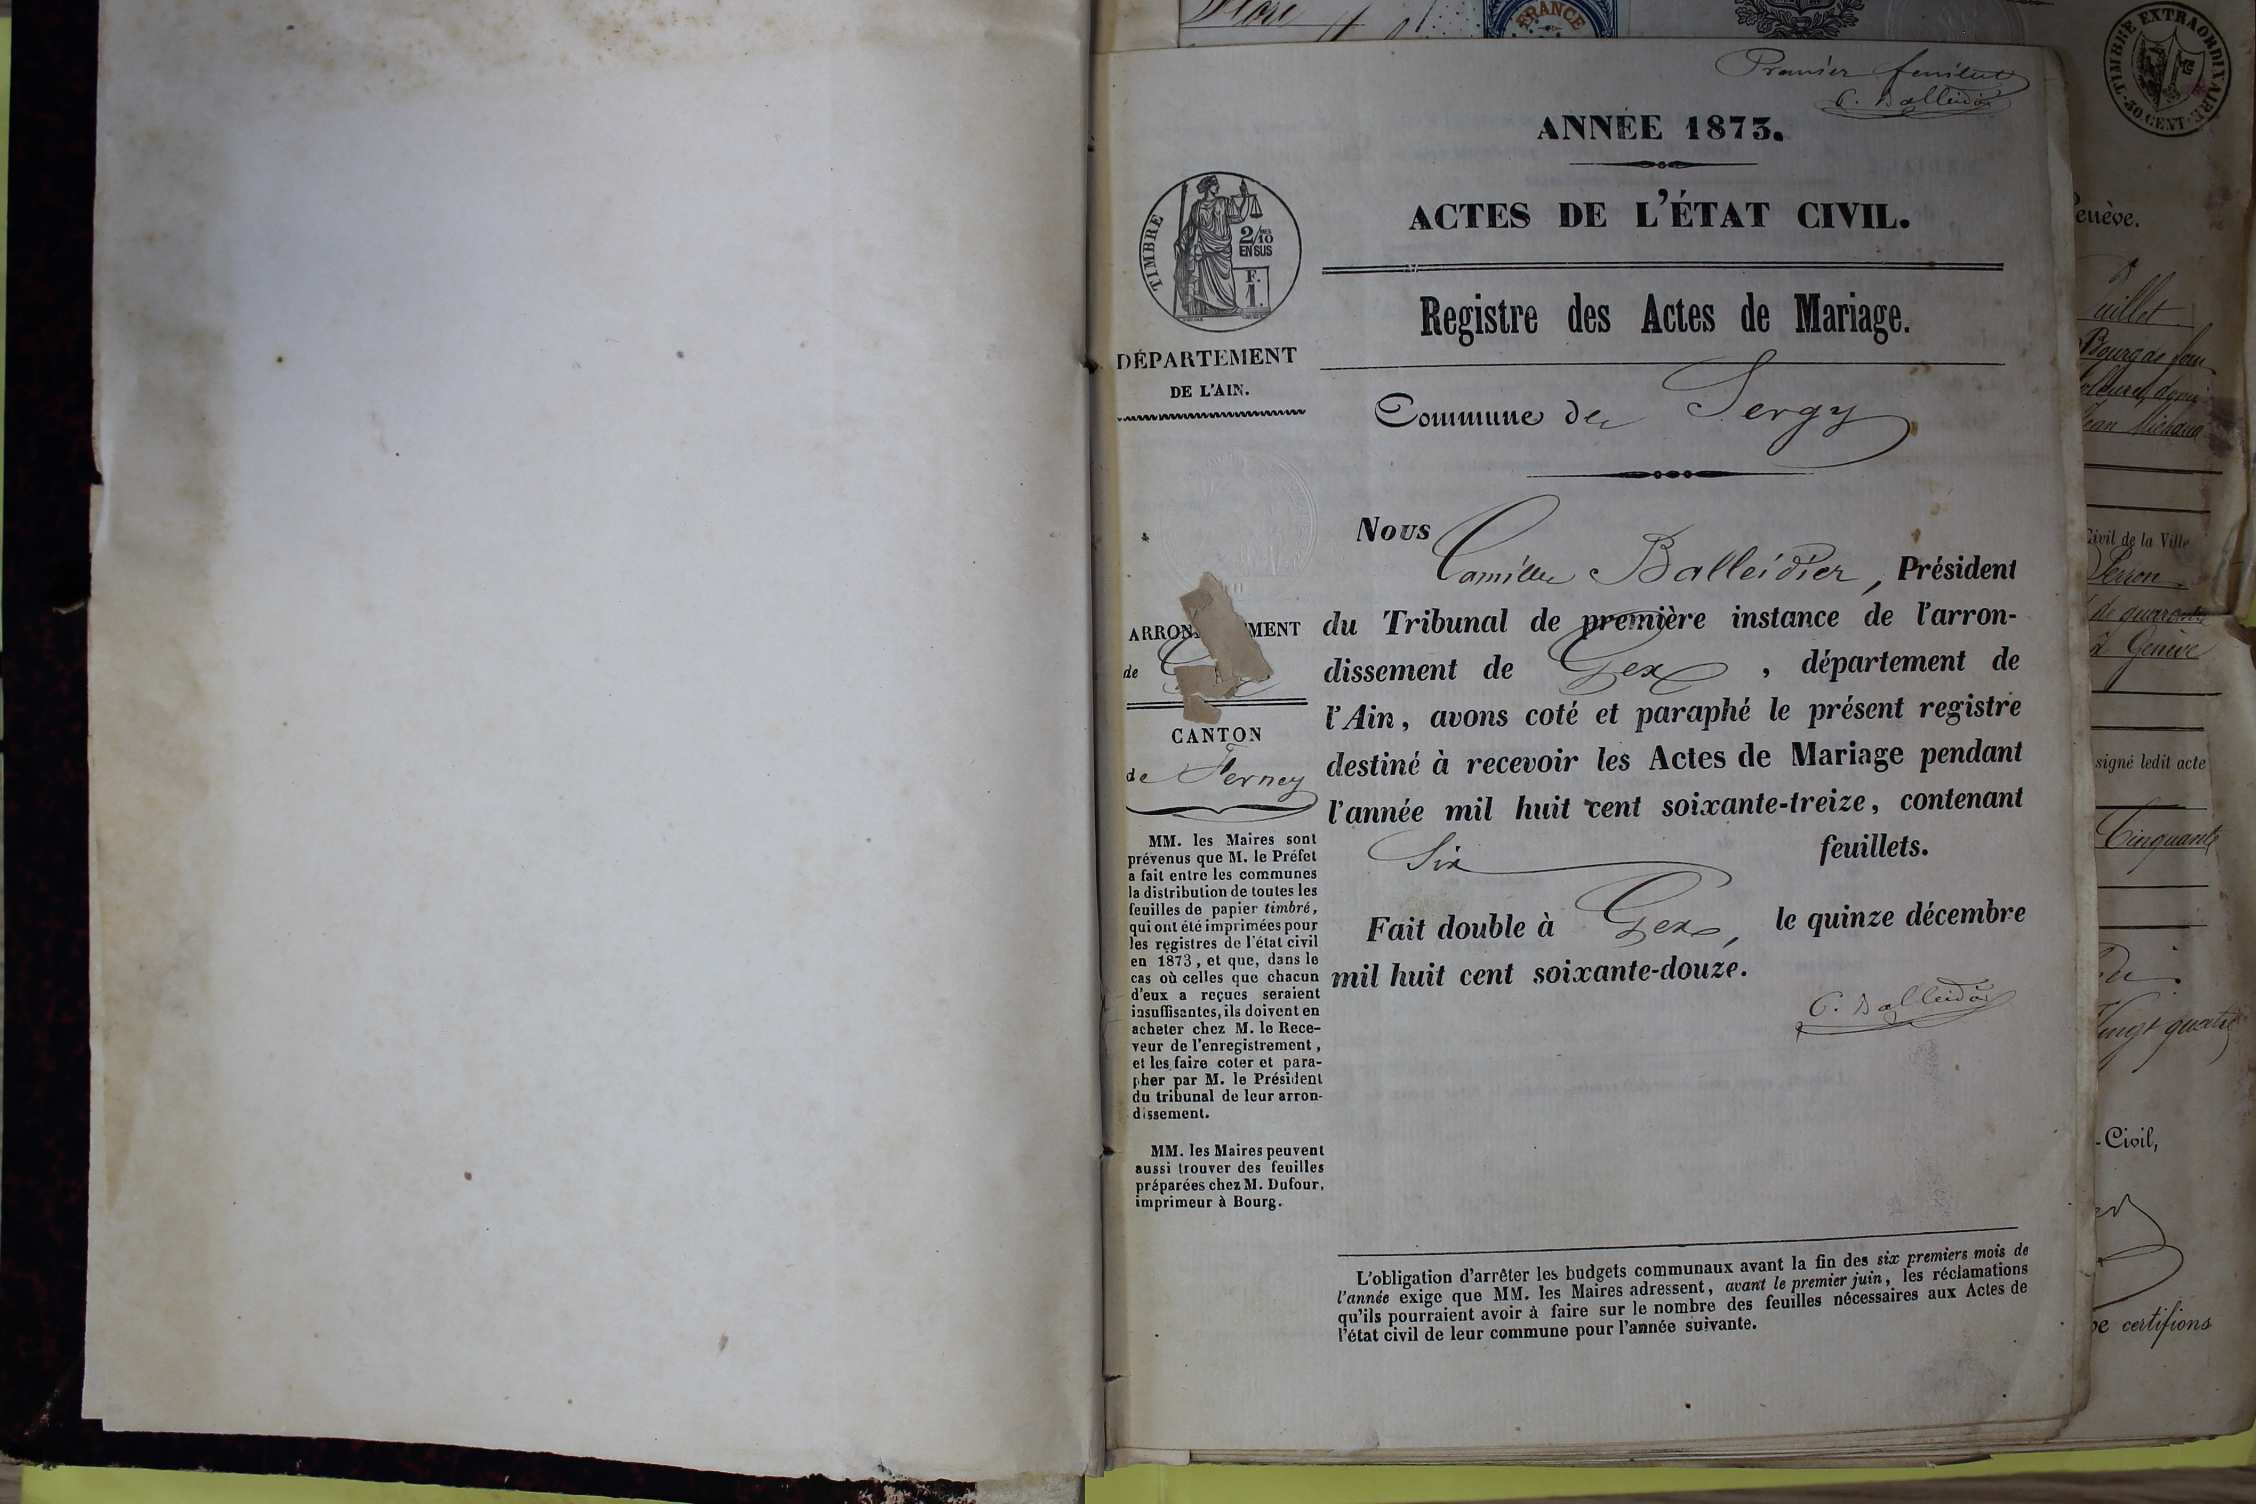 FRANCE
TIMBRE EXTRAORDINAIRE
30 CENT.
Premier feuillet
C. Balleidier
ANNÉE 1873.
ACTES DE L'ÉTAT CIVIL.
Registre des Actes de Mariage.
Commune de Sergy
TIMBRE
2/10 EN SUS
F. 1.
DÉPARTEMENT
DE L'AIN.
ARRON MENT
de
CANTON
de Ferney
MM. les Maires sont
prévenus que M. le Préfet
a fait entre les communes
la distribution de toutes les
feuilles de papier timbré,
qui ont été imprimées pour
les registres de l'état civil
en 1873, et que, dans le
cas où celles que chacun
d'eux a reçues seraient
insuffisantes, ils doivent en
acheter chez M. le Rece-
veur de l'enregistrement,
et les faire coter et para-
pher par M. le Président
du tribunal de leur arron-
dissement.
MM. les Maires peuvent
aussi trouver des feuilles
préparées chez M. Dufour,
imprimeur à Bourg.
Nous
Camille Balleidier, Président
du Tribunal de première instance de l'arron-
dissement de Gex, département de
l'Ain, avons coté et paraphé le présent registre
destiné à recevoir les Actes de Mariage pendant
l'année mil huit cent soixante-treize, contenant
Six feuillets.
Fait double à Gex, le quinze décembre
mil huit cent soixante-douze.
C. Balleidier
L'obligation d'arrêter les budgets communaux avant la fin des six premiers mois de
l'année exige que MM. les Maires adressent, avant le premier juin, les réclamations
qu'ils pourraient avoir à faire sur le nombre des feuilles nécessaires aux Actes de
l'état civil de leur commune pour l'année suivante.
enève.
uillet
Bourg de four
Jean Michaud
Civil de la Ville
Perron
de quarante
à Genève
signé ledit acte
Cinquante
Vingt quatre
-Civil,
certifions